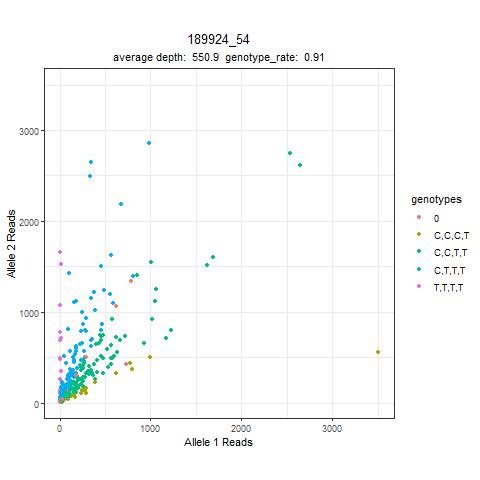 189924_54
average depth:  550.9  genotype_rate:  0.91
Allele 2 Reads
3000
2000
1000
0
0
1000
2000
3000
Allele 1 Reads
genotypes
0
C,C,C,T
C,C,T,T
C,T,T,T
T,T,T,T